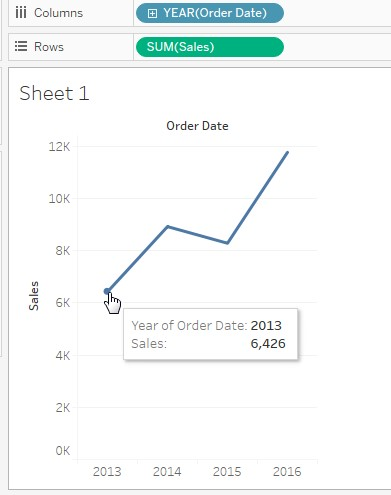 Columns
YEAR(Order Date)
Rows
SUM(Sales)
Sheet 1
Order Date
12K
10K
8K
6K
4K
2K
0K
Sales
Year of Order Date: 2013
Sales: 6,426
2013 2014 2015 2016